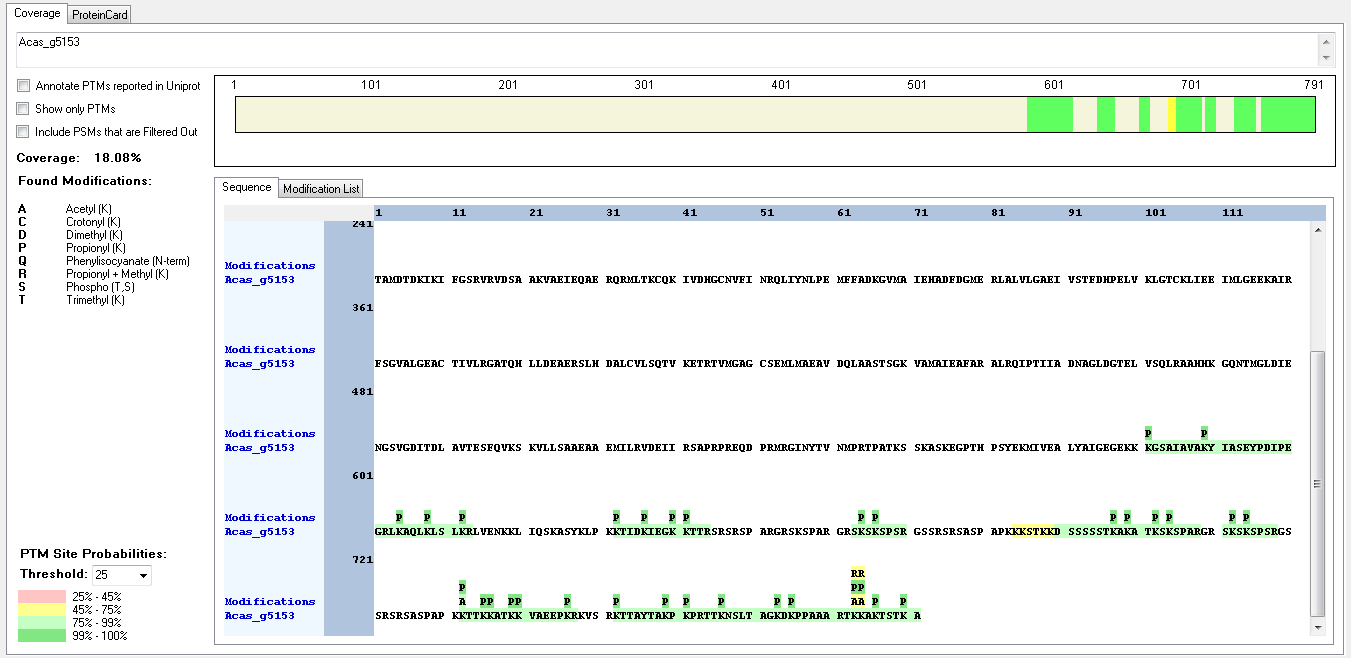 Coverage ProteinCard
Acas_g5153
Annotate PTMs reported in Uniprot
Show only PTMs
Include PSMs that are Filtered Out
Coverage: 18.08%
Found Modifications:
A Acetyl (K)
C Crotonyl (K)
D Dimethyl (K)
P Propionyl (K)
Q Phenylisocyanate (N-term)
R Propionyl + Methyl (K)
S Phospho (T,S)
T Trimethyl (K)
PTM Site Probabilities:
Threshold: 25
25% - 45%
45% - 75%
75% - 99%
99% - 100%
1 101 201 301 401 501 601 701 791
Sequence Modification List
1 11 21 31 41 51 61 71 81 91 101 111
241
Modifications
Acas_g5153 TAMDTDKIKI FGSRVRVDSA AKVAEIEQAE RQRMLTKCQK IVDHGCNVFI NRQLIYNLPE MFFADKGVMA IEHADFDGME RLALVLGAEI VSTFDHPELV KLGTCKLIEE IMLGEEKAIR
361
Modifications
Acas_g5153 FSGVALGEAC TIVLRGATQH LLDEAERSLH DALCVLSQTV KETRTVMGAG CSEMLMAEAV DQLAASTSGK VAMAIEAFAR ALRQIPTIIA DNAGLDGTEL VSQLRAAHHK GQNTMGLDIE
481
Modifications P P
Acas_g5153 NGSVGDITDL AVTESFQVKS KVLLSAAEAA EMILRVDEII RSAPRPREQD PRMRGINYTV NMPRTPATKS SKASKEGPTH PSYEKMIVEA LYAIGEGEKK KGSAIAVAKY IASEYPDIPE
601
Modifications P P P P P P P P P P P P P P P
Acas_g5153 GRLKAQLKLS LKRLVENKKL IQSKASYKLP KKTIDKIEGK KTTRSRSRSP ARGRSKSPAR GRSKSKSPSR GSSRSRSASP APKKKSTKKD SSSSSTKAKA TKSKSPARGR SKSKSPSRGS
721
RR
P PP
Modifications A PP PP P P P P P P P AA P P
Acas_g5153 SRSRSASPAP KKTTKKATKK VAEEPKRKVS RKTTAYTAKP KPRTTKNSLT AGKDKPPAAA RTKKAKTSTK A